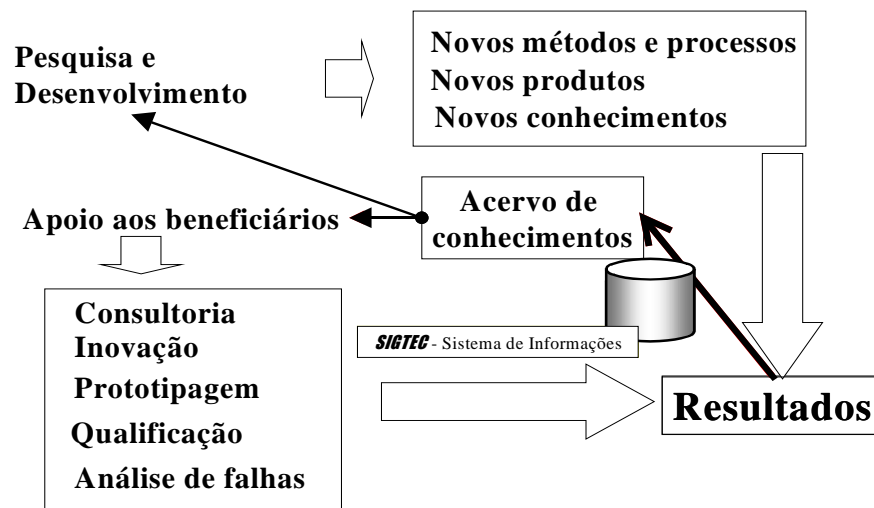 Pesquisa e
Desenvolvimento
Novos métodos e processos
Novos produtos
Novos conhecimentos
Apoio aos beneficiários
Acervo de
conhecimentos
Consultoria
Inovação
Prototipagem
Qualificação
Análise de falhas
SIGTEC - Sistema de Informações
Resultados